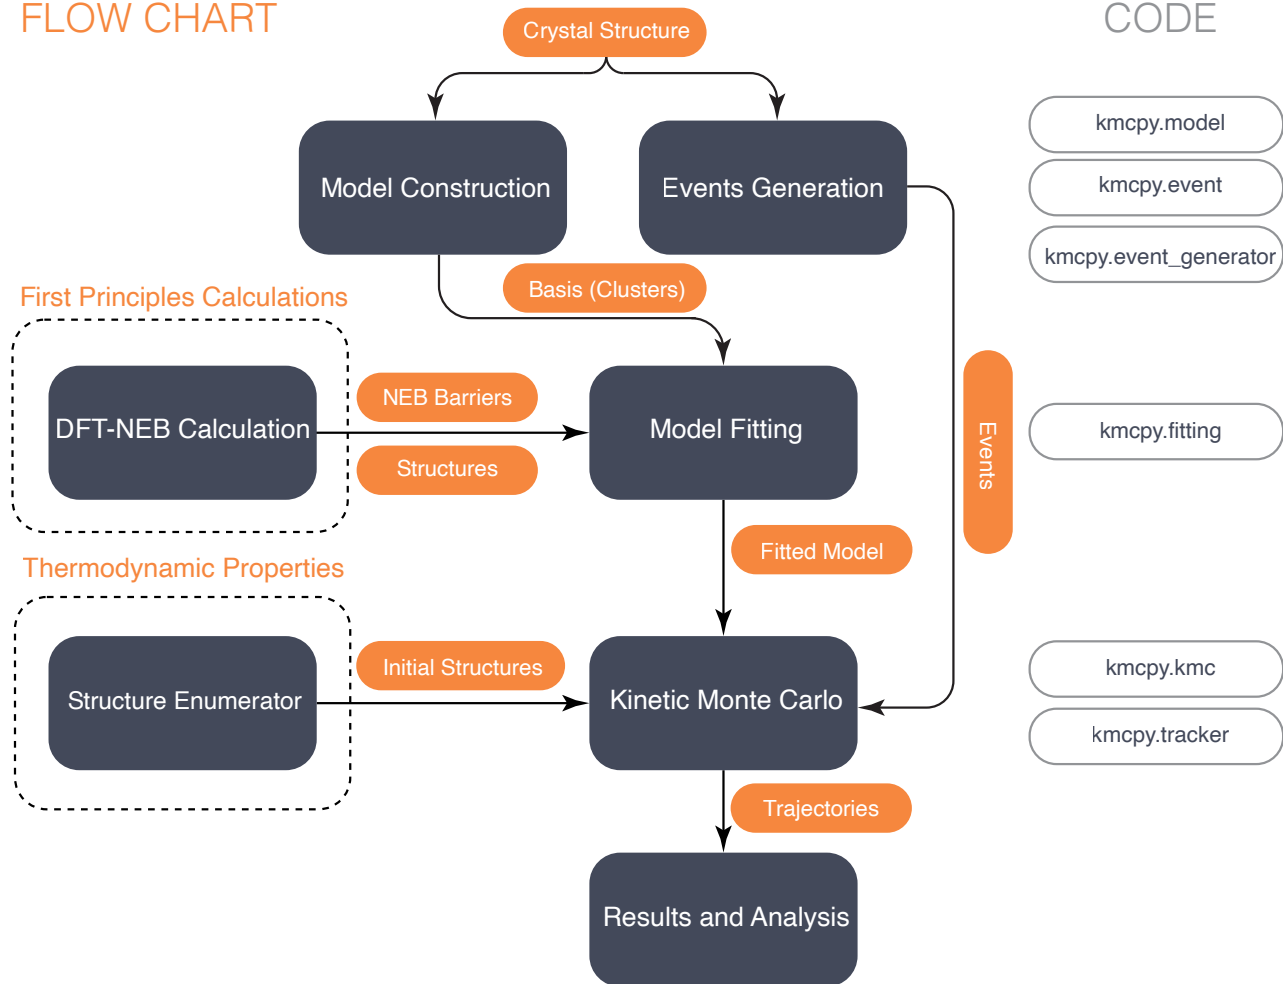 FLOW CHART
CODE
Crystal Structure
kmcpy.model
Model Construction
Events Generation
kmcpy.event
kmcpy.event_generator
Basis (Clusters)
First Principles Calculations
NEB Barriers
DFT-NEB Calculation
Model Fitting
Structures
Events
kmcpy.fitting
Fitted Model
Thermodynamic Properties
Initial Structures
Structure Enumerator
Kinetic Monte Carlo
kmcpy.kmc
kmcpy.tracker
Trajectories
Results and Analysis